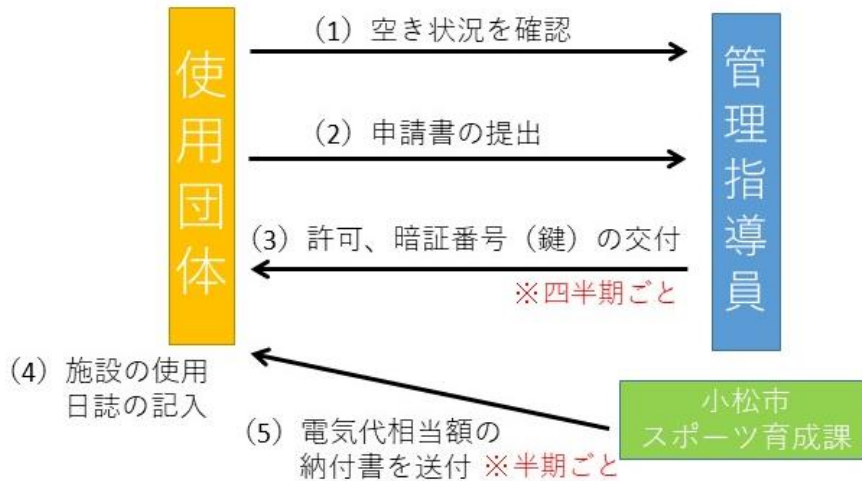 使用団体
管理指導員
（1）空き状況を確認
（2）申請書の提出
（3）許可、暗証番号（鍵）の交付
※四半期ごと
（4）施設の使用
日誌の記入
（5）電気代相当額の
納付書を送付 ※半期ごと
小松市
スポーツ育成課